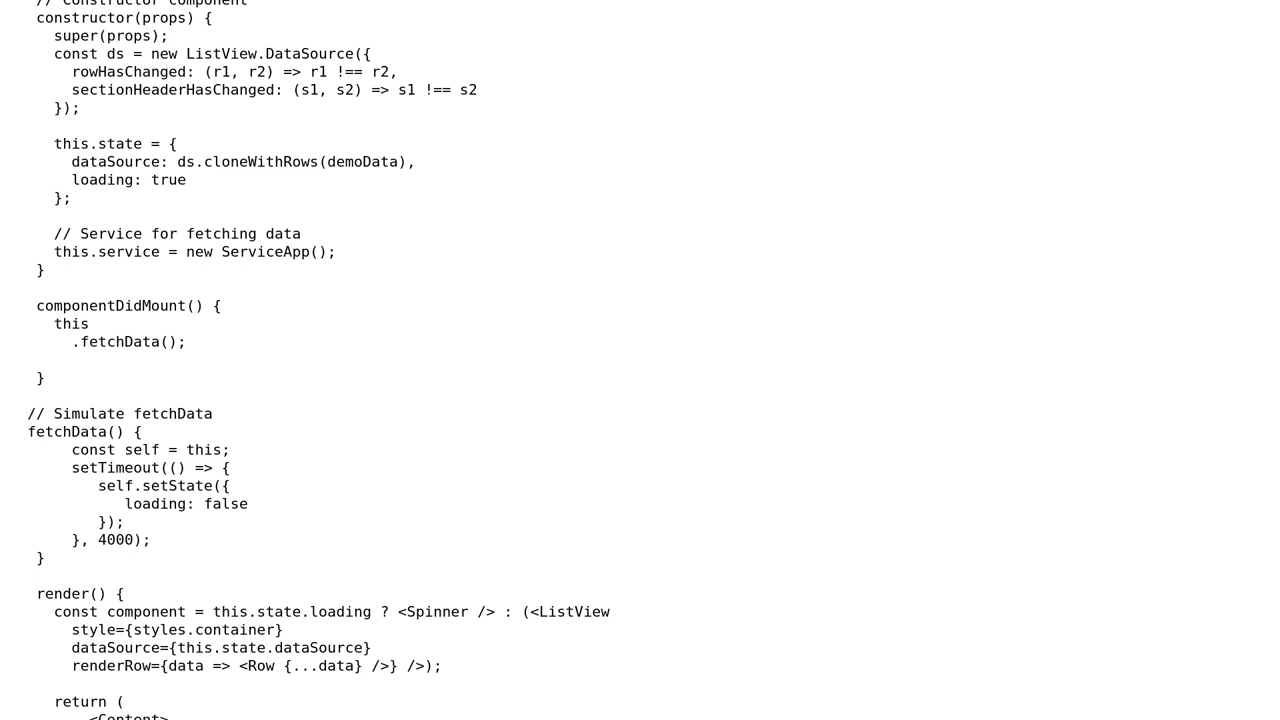 // Constructor component
constructor(props) {
super(props);
const ds = new ListView.DataSource({
rowHasChanged: (r1, r2) => r1 !== r2,
sectionHeaderHasChanged: (s1, s2) => s1 !== s2
});
this.state = {
dataSource: ds.cloneWithRows(demoData),
loading: true
};
// Service for fetching data
this.service = new ServiceApp();
}
componentDidMount() {
this
.fetchData();
}
// Simulate fetchData
fetchData() {
const self = this;
setTimeout(() => {
self.setState({
loading: false
});
}, 4000);
}
render() {
const component = this.state.loading ? <Spinner /> : (<ListView
style={styles.container}
dataSource={this.state.dataSource}
renderRow={data => <Row {...data} />} />);
return (
<Content>